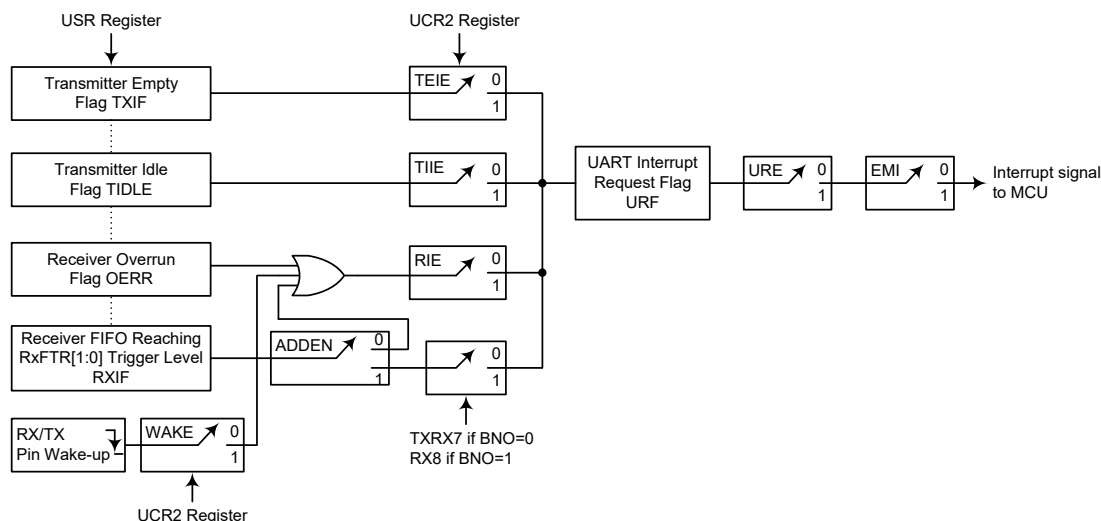 USR Register
UCR2 Register
Transmitter Empty
Flag TXIF
TEIE
0
1
Transmitter Idle
Flag TIDLE
TIIE
0
1
UART Interrupt
Request Flag
URF
URE
0
1
EMI
0
1
Interrupt signal
to MCU
Receiver Overrun
Flag OERR
RIE
0
1
Receiver FIFO Reaching
RxFTR[1:0] Trigger Level
RXIF
ADDEN
0
1
0
1
RX/TX
Pin Wake-up
WAKE
0
1
TXRX7 if BNO=0
RX8 if BNO=1
UCR2 Register